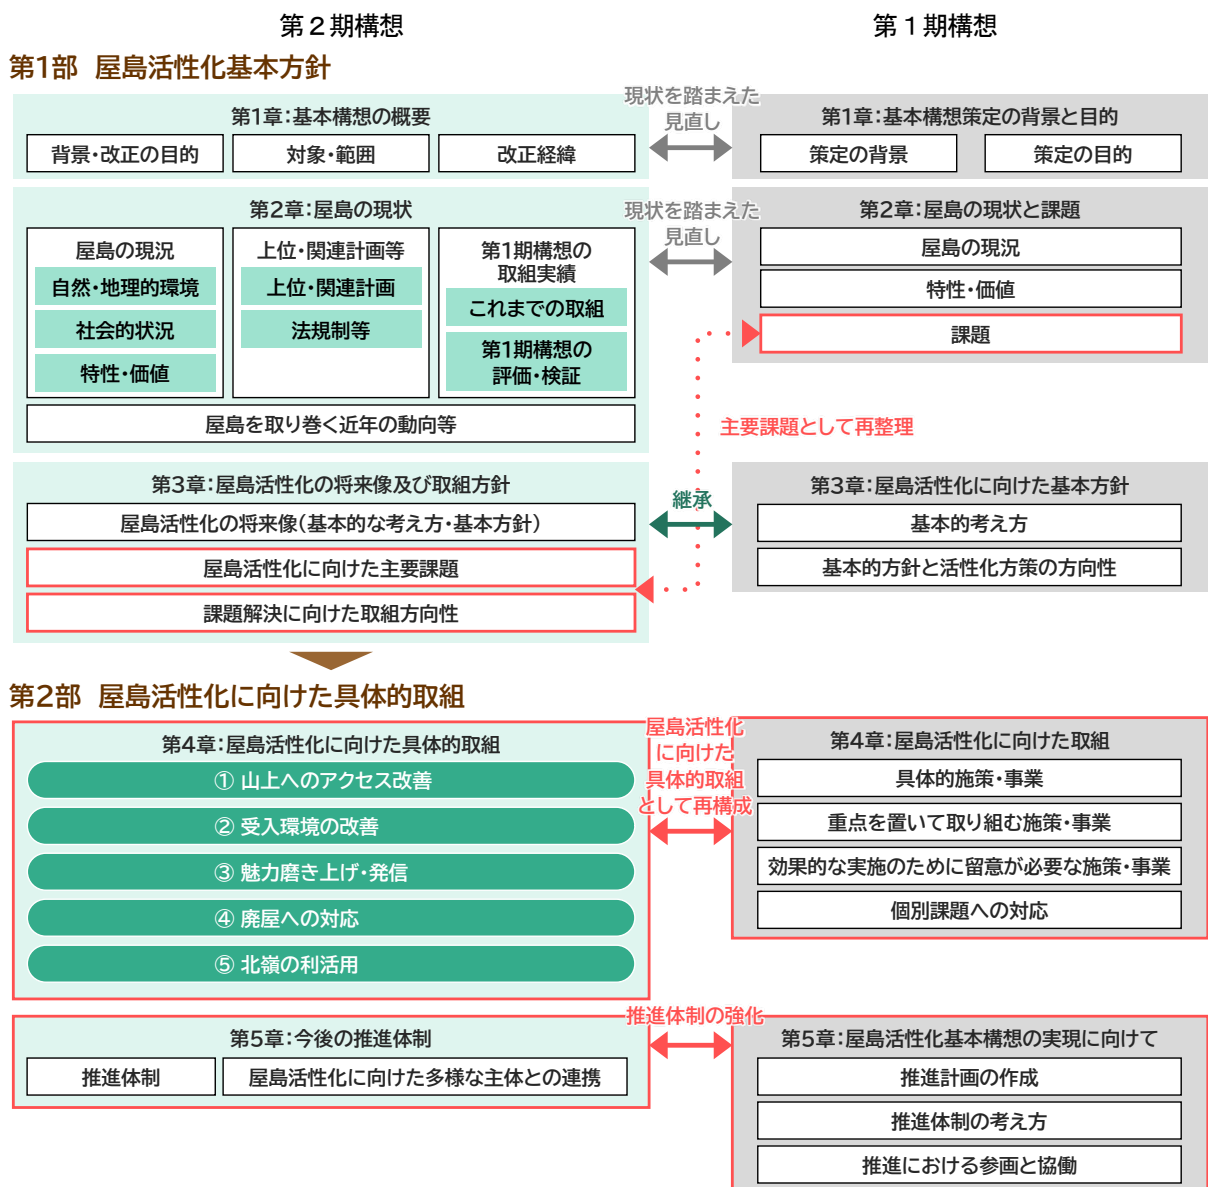 第２期構想
第１期構想
第1部 屋島活性化基本方針
第1章：基本構想の概要
背景・改正の目的
対象・範囲
改正経緯
現状を踏まえた
見直し
第1章：基本構想策定の背景と目的
策定の背景
策定の目的
第2章：屋島の現状
屋島の現況
自然・地理的環境
社会的状況
特性・価値
上位・関連計画等
上位・関連計画
法規制等
第1期構想の
取組実績
これまでの取組
第1期構想の
評価・検証
屋島を取り巻く近年の動向等
現状を踏まえた
見直し
第2章：屋島の現状と課題
屋島の現況
特性・価値
課題
主要課題として再整理
第3章：屋島活性化の将来像及び取組方針
屋島活性化の将来像（基本的な考え方・基本方針）
屋島活性化に向けた主要課題
課題解決に向けた取組方向性
継承
第3章：屋島活性化に向けた基本方針
基本的考え方
基本的方針と活性化方策の方向性
第2部 屋島活性化に向けた具体的取組
第4章：屋島活性化に向けた具体的取組
① 山上へのアクセス改善
② 受入環境の改善
③ 魅力磨き上げ・発信
④ 廃屋への対応
⑤ 北嶺の利活用
屋島活性化
に向けた
具体的取組
として再構成
第4章：屋島活性化に向けた取組
具体的施策・事業
重点を置いて取り組む施策・事業
効果的な実施のために留意が必要な施策・事業
個別課題への対応
第5章：今後の推進体制
推進体制
屋島活性化に向けた多様な主体との連携
推進体制の強化
第5章：屋島活性化基本構想の実現に向けて
推進計画の作成
推進体制の考え方
推進における参画と協働